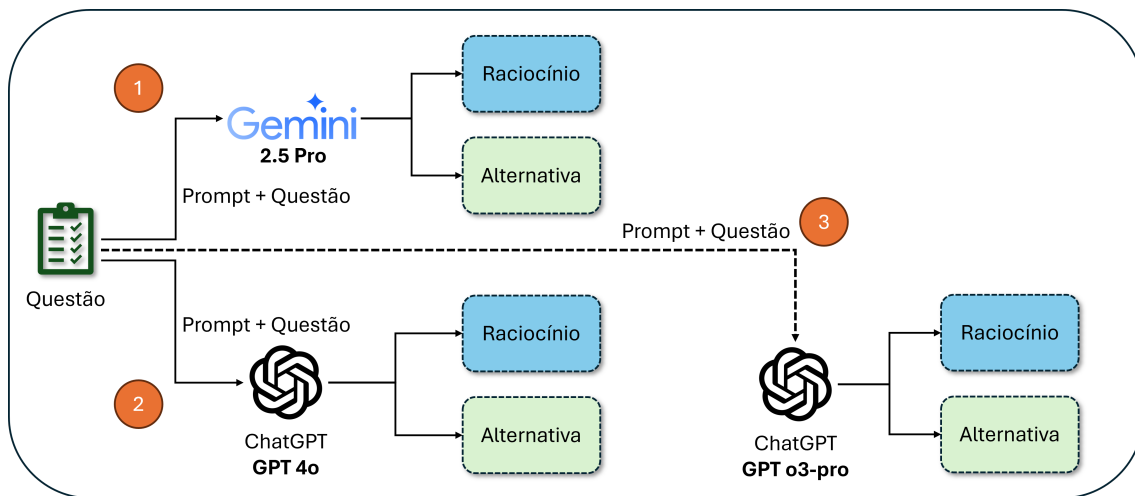 1
Gemini
2.5 Pro
Raciocínio
Alternativa
Prompt + Questão
3
Prompt + Questão
Questão
Prompt + Questão
2
ChatGPT
GPT 4o
Raciocínio
Alternativa
ChatGPT
GPT o3-pro
Raciocínio
Alternativa